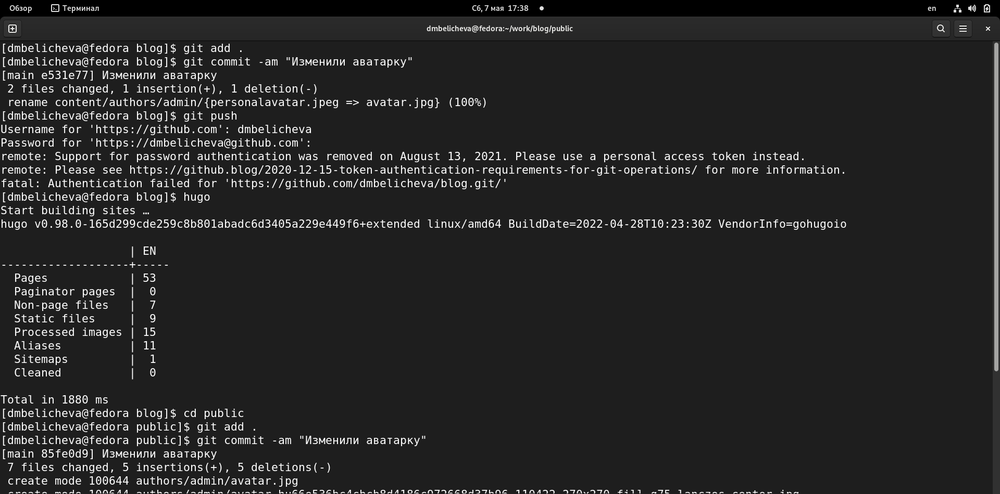 Обзор Терминал Сб, 7 мая 17:38 en
dmbelicheva@fedora:~/work/blog/public
[dmbelicheva@fedora blog]$ git add .
[dmbelicheva@fedora blog]$ git commit -am "Изменили аватарку"
[main e531e77] Изменили аватарку
 2 files changed, 1 insertion(+), 1 deletion(-)
 rename content/authors/admin/{personalavatar.jpeg => avatar.jpg} (100%)
[dmbelicheva@fedora blog]$ git push
Username for 'https://github.com': dmbelicheva
Password for 'https://dmbelicheva@github.com':
remote: Support for password authentication was removed on August 13, 2021. Please use a personal access token instead.
remote: Please see https://github.blog/2020-12-15-token-authentication-requirements-for-git-operations/ for more information.
fatal: Authentication failed for 'https://github.com/dmbelicheva/blog.git/'
[dmbelicheva@fedora blog]$ hugo
Start building sites …
hugo v0.98.0-165d299cde259c8b801abadc6d3405a229e449f6+extended linux/amd64 BuildDate=2022-04-28T10:23:30Z VendorInfo=gohugoio
                   | EN
-------------------+-----
  Pages            | 53
  Paginator pages  |  0
  Non-page files   |  7
  Static files     |  9
  Processed images | 15
  Aliases          | 11
  Sitemaps         |  1
  Cleaned          |  0
Total in 1880 ms
[dmbelicheva@fedora blog]$ cd public
[dmbelicheva@fedora public]$ git add .
[dmbelicheva@fedora public]$ git commit -am "Изменили аватарку"
[main 85fe0d9] Изменили аватарку
 7 files changed, 5 insertions(+), 5 deletions(-)
 create mode 100644 authors/admin/avatar.jpg
 create mode 100644